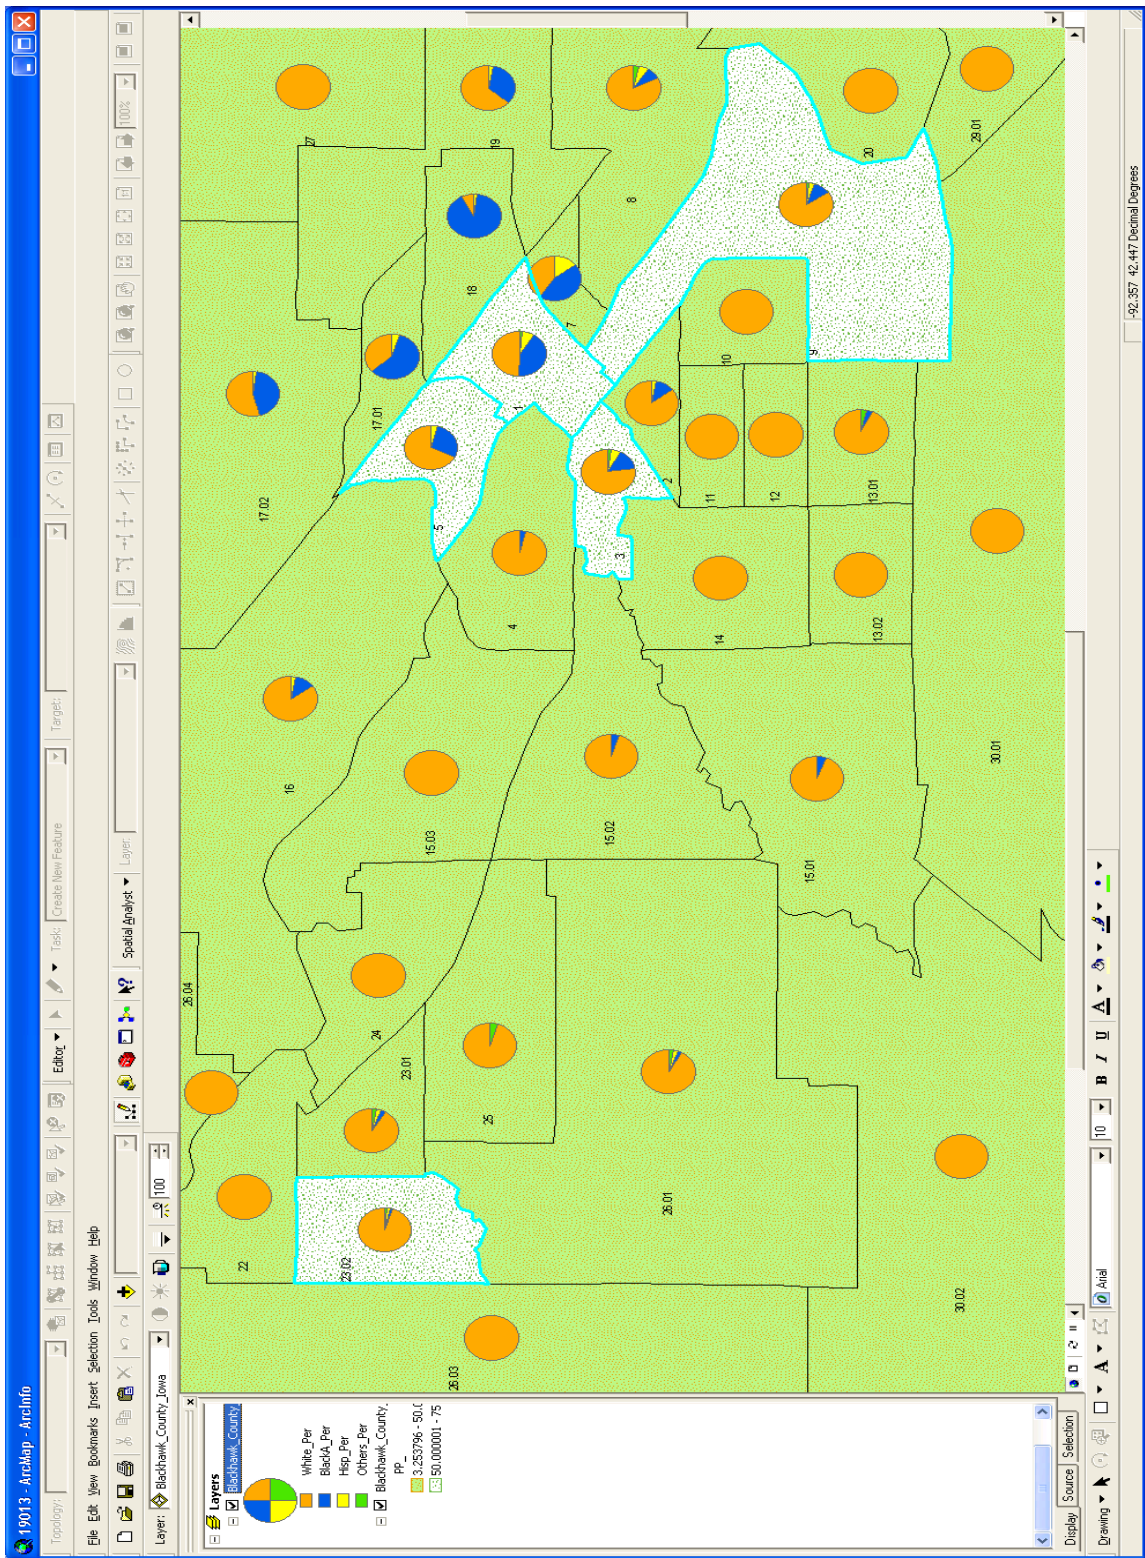 19013 - ArcMap - ArcInfo
Topology:
Editor
Task: Create New Feature
Target:
File Edit View Bookmarks Insert Selection Tools Window Help
Spatial Analyst
Layer:
100%
Layer: Blackhawk_County_Iowa
100
Layers
Blackhawk_County
White_Per
BlackA_Per
Hisp_Per
Others_Per
Blackhawk_County.
PP_
3.253796 - 50.0
50.000001 - 75
Display Source Selection
26.04
27
22
17.02
16
17.01
24
23.02
23.01
15.03
5
18
19
26.03
25
4
1
7
15.02
3
8
26.01
2
14
11
10
12
9
15.01
13.02
13.01
20
30.02
30.01
29.01
Drawing
A
Arial
10
B I U
A
-92.357 42.447 Decimal Degrees